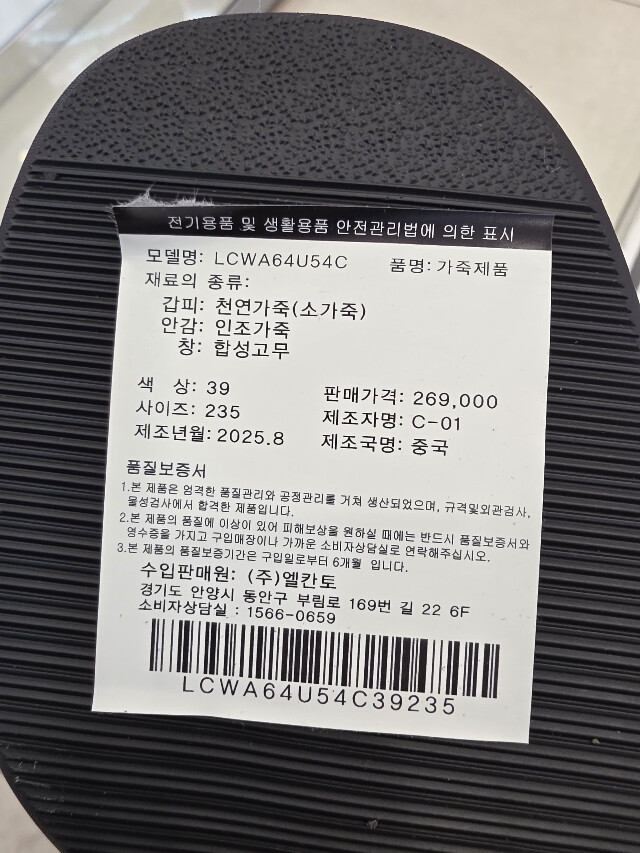 전기용품 및 생활용품 안전관리법에 의한 표시
모델명: LCWA64U54C 품명: 가죽제품
재료의 종류:
갑피: 천연가죽(소가죽)
안감: 인조가죽
창: 합성고무
색 상: 39 판매가격: 269,000
사이즈: 235 제조자명: C-01
제조년월: 2025.8 제조국명: 중국
품질보증서
1.본 제품은 엄격한 품질관리와 공정관리를 거쳐 생산되었으며, 규격및외관검사,
물성검사에서 합격한 제품입니다.
2.본 제품의 품질에 이상이 있어 피해보상을 원하실 때에는 반드시 품질보증서와
영수증을 가지고 구입매장이나 가까운 소비자상담실로 연락해주십시오.
3.본 제품의 품질보증기간은 구입일로부터 6개월 입니다.
수입판매원: (주)엘칸토
경기도 안양시 동안구 부림로 169번 길 22 6F
소비자상담실 : 1566-0659
LCWA64U54C39235